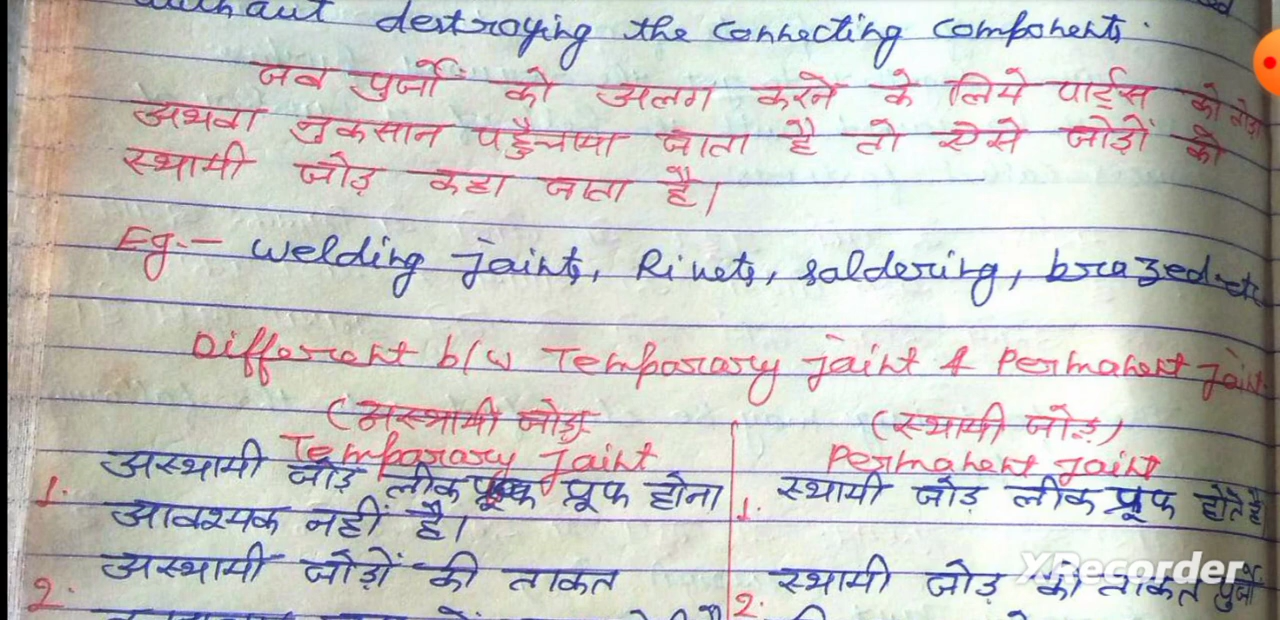 destroying the connecting components.
जब पुर्जों को अलग करने के लिये पार्ट्स को तोड़ा
अथवा नुकसान पहुँचाया जाता है तो ऐसे जोड़ों को
स्थायी जोड़ कहा जाता है।
Eg.- welding joints, Rivets, soldering, brazed etc
Different b/w Temporary joint & Permanent joint
(अस्थायी जोड़)
Temporary Joint
1. अस्थायी जोड़ लीक प्रूफ होना
आवश्यक नहीं है।
2. अस्थायी जोड़ों की ताकत
(स्थायी जोड़)
Permanent Joint
1. स्थायी जोड़ लीक प्रूफ होते है
2. स्थायी जोड़ की ताकत पुर्जों
XRecorder